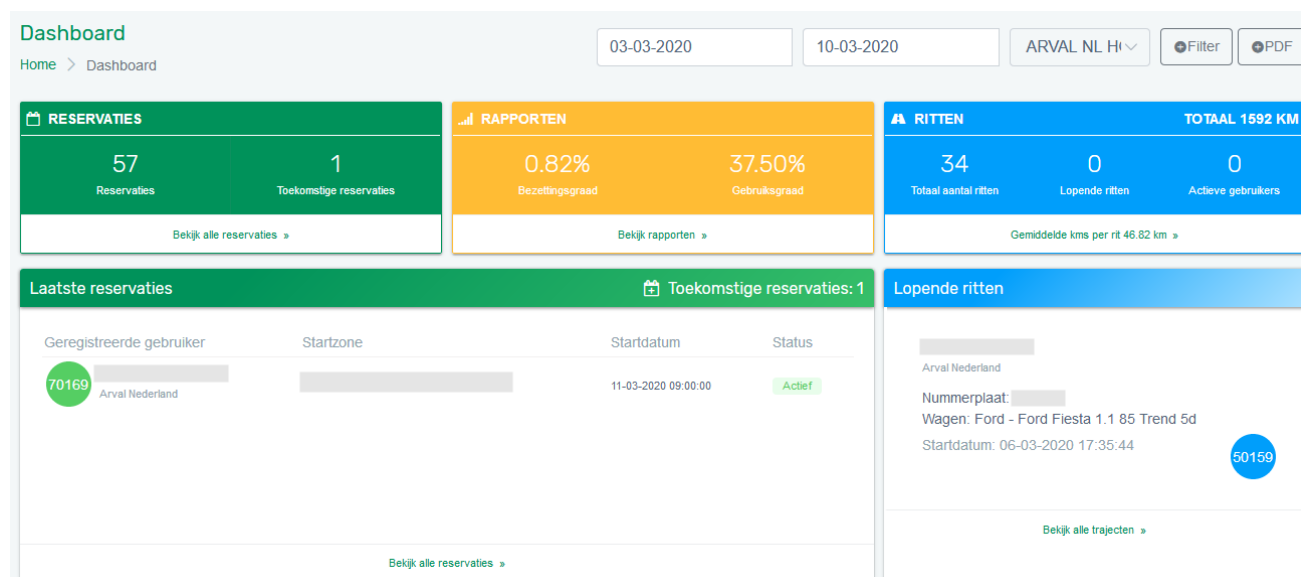 Dashboard
Home > Dashboard
03-03-2020
10-03-2020
ARVAL NL H
Filter
PDF
RESERVATIES
57
Reservaties
1
Toekomstige reservaties
Bekijk alle reservaties »
RAPPORTEN
0.82%
Bezettingsgraad
37.50%
Gebruiksgraad
Bekijk rapporten »
RITTEN
TOTAAL 1592 KM
34
Totaal aantal ritten
0
Lopende ritten
0
Actieve gebruikers
Gemiddelde kms per rit 46.82 km »
Laatste reservaties
Toekomstige reservaties: 1
Geregistreerde gebruiker Startzone Startdatum Status
70169
Arval Nederland
11-03-2020 09:00:00
Actief
Bekijk alle reservaties »
Lopende ritten
Arval Nederland
Nummerplaat:
Wagen: Ford - Ford Fiesta 1.1 85 Trend 5d
Startdatum: 06-03-2020 17:35:44
50159
Bekijk alle trajecten »